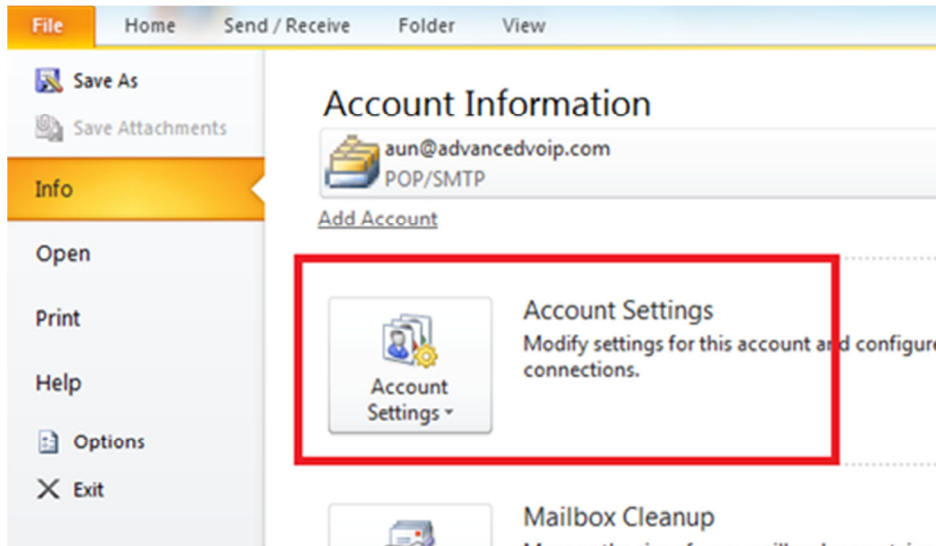 File Home Send / Receive Folder View
Save As
Save Attachments
Info
Open
Print
Help
Options
Exit
Account Information
aun@advancedvoip.com
POP/SMTP
Add Account
Account
Settings
Account Settings
Modify settings for this account and configure
connections.
Mailbox Cleanup